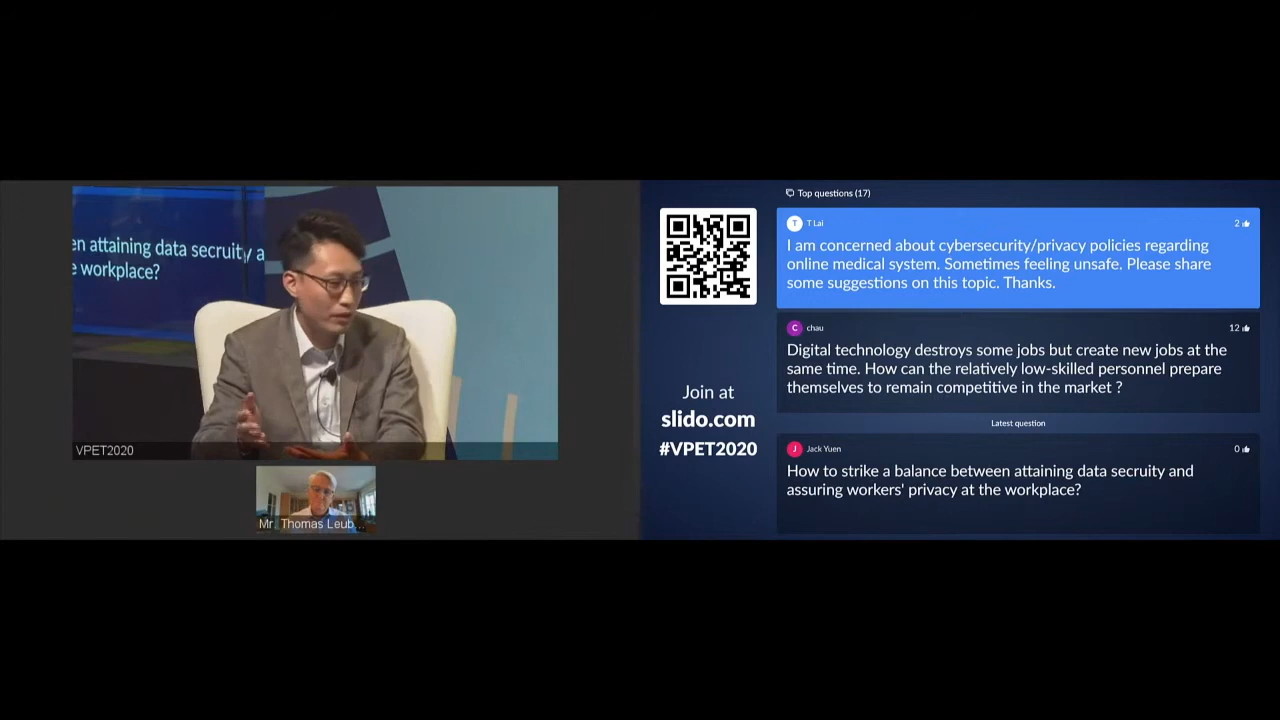 en attaining data secruity a
e workplace?
VPET2020
Mr. Thomas Leub...
Join at
slido.com
#VPET2020
Top questions (17)
T
T Lai
2
I am concerned about cybersecurity/privacy policies regarding
online medical system. Sometimes feeling unsafe. Please share
some suggestions on this topic. Thanks.
C
chau
12
Digital technology destroys some jobs but create new jobs at the
same time. How can the relatively low-skilled personnel prepare
themselves to remain competitive in the market ?
Latest question
J
Jack Yuen
0
How to strike a balance between attaining data secruity and
assuring workers' privacy at the workplace?